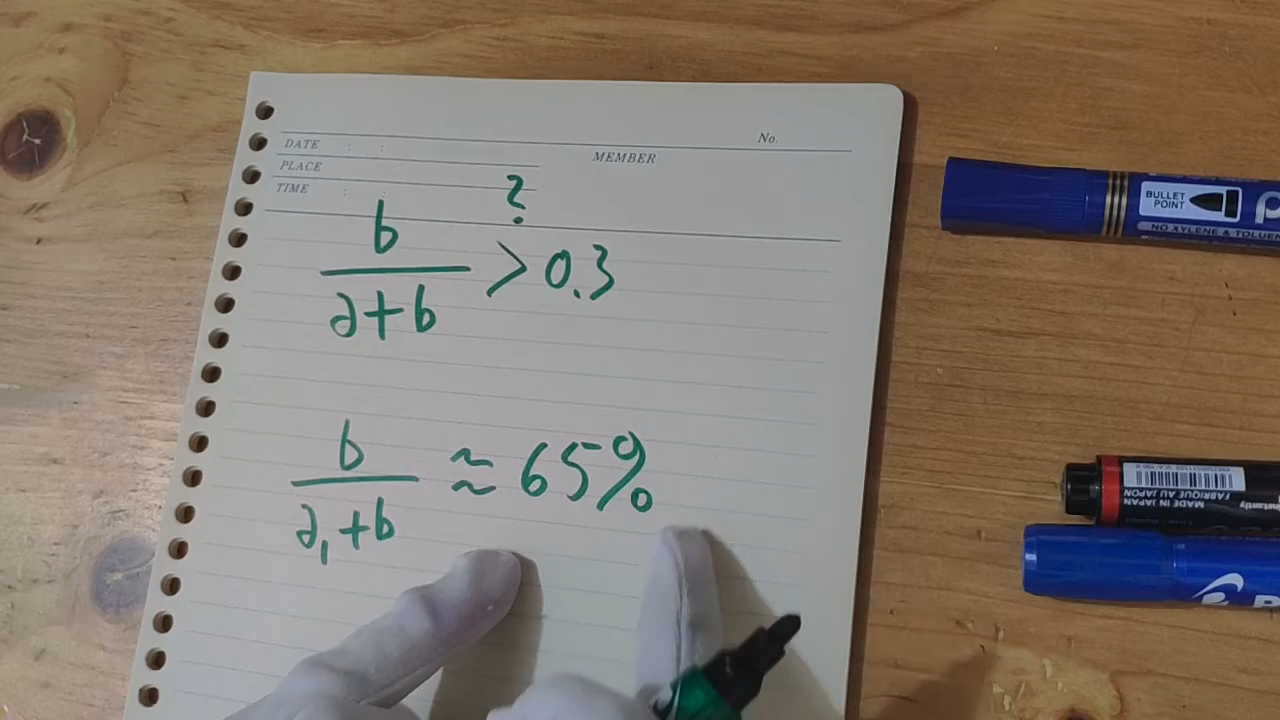 No.
DATE : :
MEMBER
PLACE
TIME : :
?
b
> 0.3
a+b
b
≈ 65%
a₁+b
BULLET
POINT
NO XYLENE & TOLUE
MADE IN JAPAN
FABRIQUE AU JAPON